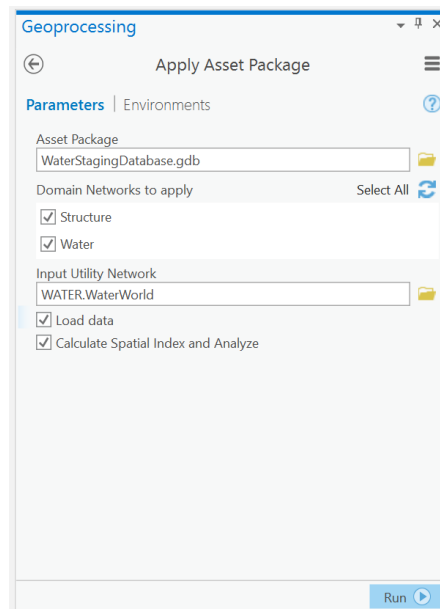 Geoprocessing
Apply Asset Package
Parameters | Environments
Asset Package
WaterStagingDatabase.gdb
Domain Networks to apply Select All
Structure
Water
Input Utility Network
WATER.WaterWorld
Load data
Calculate Spatial Index and Analyze
Run